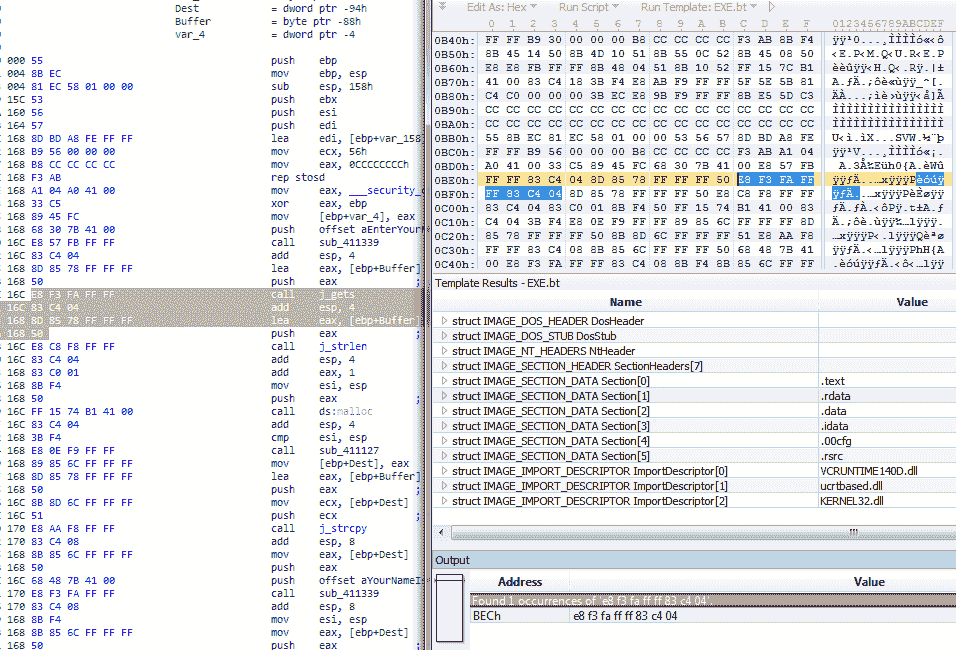 Dest = dword ptr -94h
Buffer = byte ptr -88h
var_4 = dword ptr -4
000 55 push ebp
004 8B EC mov ebp, esp
004 81 EC 58 01 00 00 sub esp, 158h
15C 53 push ebx
160 56 push esi
164 57 push edi
168 8D BD A8 FE FF FF lea edi, [ebp+var_158
168 B9 56 00 00 00 mov ecx, 56h
168 B8 CC CC CC CC mov eax, 0CCCCCCCCh
168 F3 AB rep stosd
168 A1 04 A0 41 00 mov eax, ___security_
168 33 C5 xor eax, ebp
168 89 45 FC mov [ebp+var_4], eax
168 68 30 7B 41 00 push offset aEnterYourN
16C E8 57 FB FF FF call sub_411339
16C 83 C4 04 add esp, 4
168 8D 85 78 FF FF FF lea eax, [ebp+Buffer]
168 50 push eax ;
16C E8 F3 FA FF FF call j_gets
16C 83 C4 04 add esp, 4
168 8D 85 78 FF FF FF lea eax, [ebp+Buffer]
168 50 push eax ;
16C E8 C8 F8 FF FF call j_strlen
16C 83 C4 04 add esp, 4
168 83 C0 01 add eax, 1
168 8B F4 mov esi, esp
168 50 push eax ;
16C FF 15 74 B1 41 00 call ds:malloc
16C 83 C4 04 add esp, 4
168 3B F4 cmp esi, esp
168 E8 0E F9 FF FF call sub_411127
168 89 85 6C FF FF FF mov [ebp+Dest], eax
168 8D 85 78 FF FF FF lea eax, [ebp+Buffer]
168 50 push eax ;
16C 8B 8D 6C FF FF FF mov ecx, [ebp+Dest]
16C 51 push ecx ;
170 E8 AA F8 FF FF call j_strcpy
170 83 C4 08 add esp, 8
168 8B 85 6C FF FF FF mov eax, [ebp+Dest]
168 50 push eax
16C 68 48 7B 41 00 push offset aYourNameIs
170 E8 F3 FA FF FF call sub_411339
170 83 C4 08 add esp, 8
168 8B F4 mov esi, esp
168 8B 85 6C FF FF FF mov eax, [ebp+Dest]
168 50 push eax ;
Edit As: Hex Run Script Run Template: EXE.bt
0 1 2 3 4 5 6 7 8 9 A B C D E F 0123456789ABCDEF
0B40h: FF FF B9 30 00 00 00 B8 CC CC CC CC F3 AB 8B F4
0B50h: 8B 45 14 50 8B 4D 10 51 8B 55 0C 52 8B 45 08 50
0B60h: E8 E8 FB FF FF 8B 48 04 51 8B 10 52 FF 15 7C B1
0B70h: 41 00 83 C4 18 3B F4 E8 AB F9 FF FF 5F 5E 5B 81
0B80h: C4 C0 00 00 00 3B EC E8 9B F9 FF FF 8B E5 5D C3
0B90h: CC CC CC CC CC CC CC CC CC CC CC CC CC CC CC CC ÌÌÌÌÌÌÌÌÌÌÌÌÌÌÌÌ
0BA0h: CC CC CC CC CC CC CC CC CC CC CC CC CC CC CC CC ÌÌÌÌÌÌÌÌÌÌÌÌÌÌÌÌ
0BB0h: 55 8B EC 81 EC 58 01 00 00 53 56 57 8D BD A8 FE
0BC0h: FF FF B9 56 00 00 00 B8 CC CC CC CC F3 AB A1 04
0BD0h: A0 41 00 33 C5 89 45 FC 68 30 7B 41 00 E8 57 FB
0BE0h: FF FF 83 C4 04 8D 85 78 FF FF FF 50 E8 F3 FA FF
0BF0h: FF 83 C4 04 8D 85 78 FF FF FF 50 E8 C8 F8 FF FF
0C00h: 83 C4 04 83 C0 01 8B F4 50 FF 15 74 B1 41 00 83
0C10h: C4 04 3B F4 E8 0E F9 FF FF 89 85 6C FF FF FF 8D
0C20h: 85 78 FF FF FF 50 8B 8D 6C FF FF FF 51 E8 AA F8
0C30h: FF FF 83 C4 08 8B 85 6C FF FF FF 50 68 48 7B 41
0C40h: 00 E8 F3 FA FF FF 83 C4 08 8B F4 8B 85 6C FF FF
Template Results - EXE.bt
Name Value
struct IMAGE_DOS_HEADER DosHeader
struct IMAGE_DOS_STUB DosStub
struct IMAGE_NT_HEADERS NtHeader
struct IMAGE_SECTION_HEADER SectionHeaders[7]
struct IMAGE_SECTION_DATA Section[0] .text
struct IMAGE_SECTION_DATA Section[1] .rdata
struct IMAGE_SECTION_DATA Section[2] .data
struct IMAGE_SECTION_DATA Section[3] .idata
struct IMAGE_SECTION_DATA Section[4] .00cfg
struct IMAGE_SECTION_DATA Section[5] .rsrc
struct IMAGE_IMPORT_DESCRIPTOR ImportDescriptor[0] VCRUNTIME140D.dll
struct IMAGE_IMPORT_DESCRIPTOR ImportDescriptor[1] ucrtbased.dll
struct IMAGE_IMPORT_DESCRIPTOR ImportDescriptor[2] KERNEL32.dll
Output
Address Value
Found 1 occurrences of 'e8 f3 fa ff ff 83 c4 04'.
BECh e8 f3 fa ff ff 83 c4 04